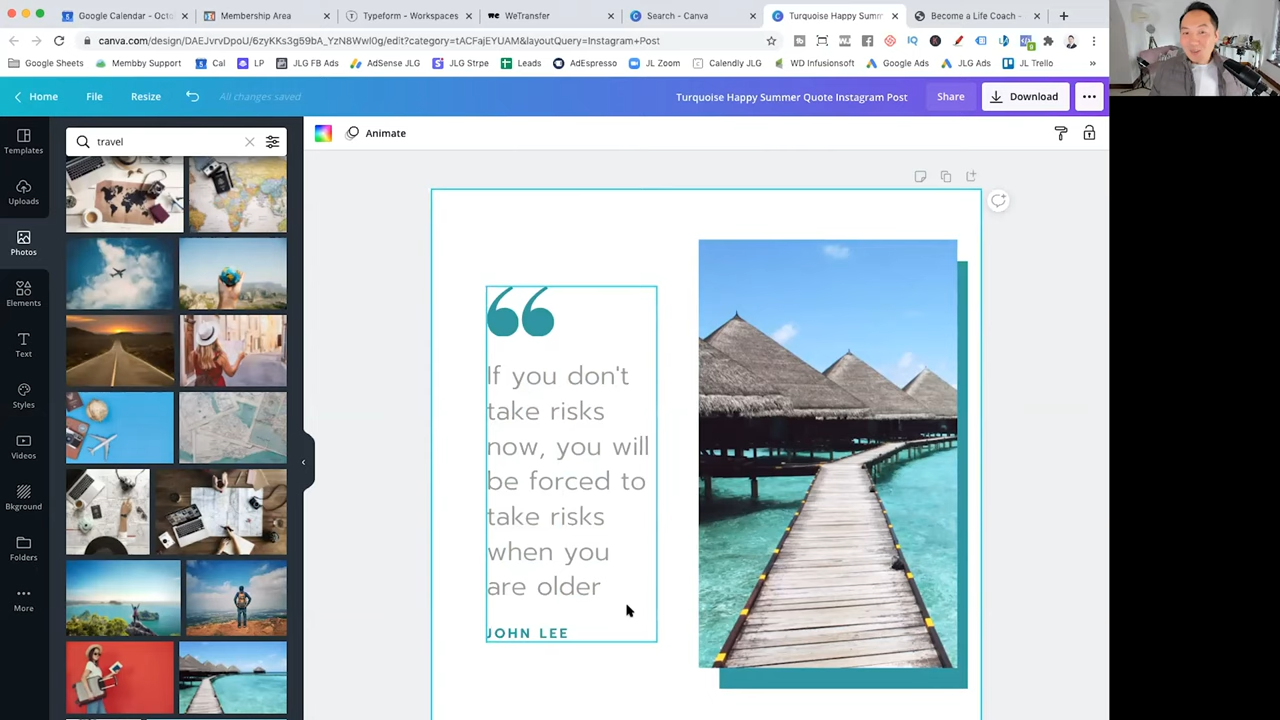 Google Calendar - Octo
Membership Area
Typeform - Workspaces
WeTransfer
Search - Canva
Turquoise Happy Summ
Become a Life Coach -
canva.com/design/DAEJvrvDpoU/6zyKKs3g59bA_YzN8Wwl0g/edit?category=tACFajEYUAM&layoutQuery=Instagram+Post
Google Sheets
Membby Support
Cal
LP
JLG FB Ads
AdSense JLG
JLG Strpe
Leads
AdEspresso
JL Zoom
Calendly JLG
WD Infusionsoft
Google Ads
JLG Ads
JL Trello
Home
File
Resize
All changes saved
Turquoise Happy Summer Quote Instagram Post
Share
Download
travel
Animate
Templates
Uploads
Photos
Elements
Text
Styles
Videos
Bkground
Folders
More
If you don't
take risks
now, you will
be forced to
take risks
when you
are older
JOHN LEE